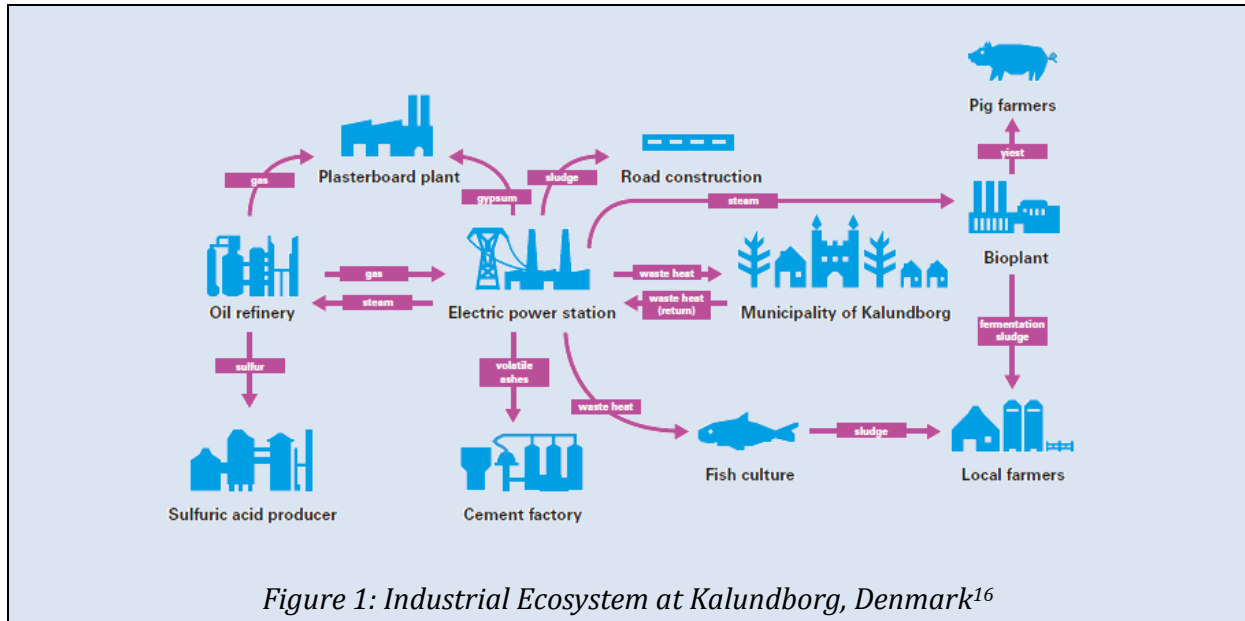 Pig farmers
yiest
gas
Plasterboard plant
gypsum
sludge
Road construction
steam
Bioplant
gas
steam
Oil refinery
Electric power station
waste heat
waste heat
(return)
Municipality of Kalundborg
fermentation
sludge
sulfur
volatile
ashes
waste heat
sludge
Fish culture
Local farmers
Sulfuric acid producer
Cement factory
Figure 1: Industrial Ecosystem at Kalundborg, Denmark16